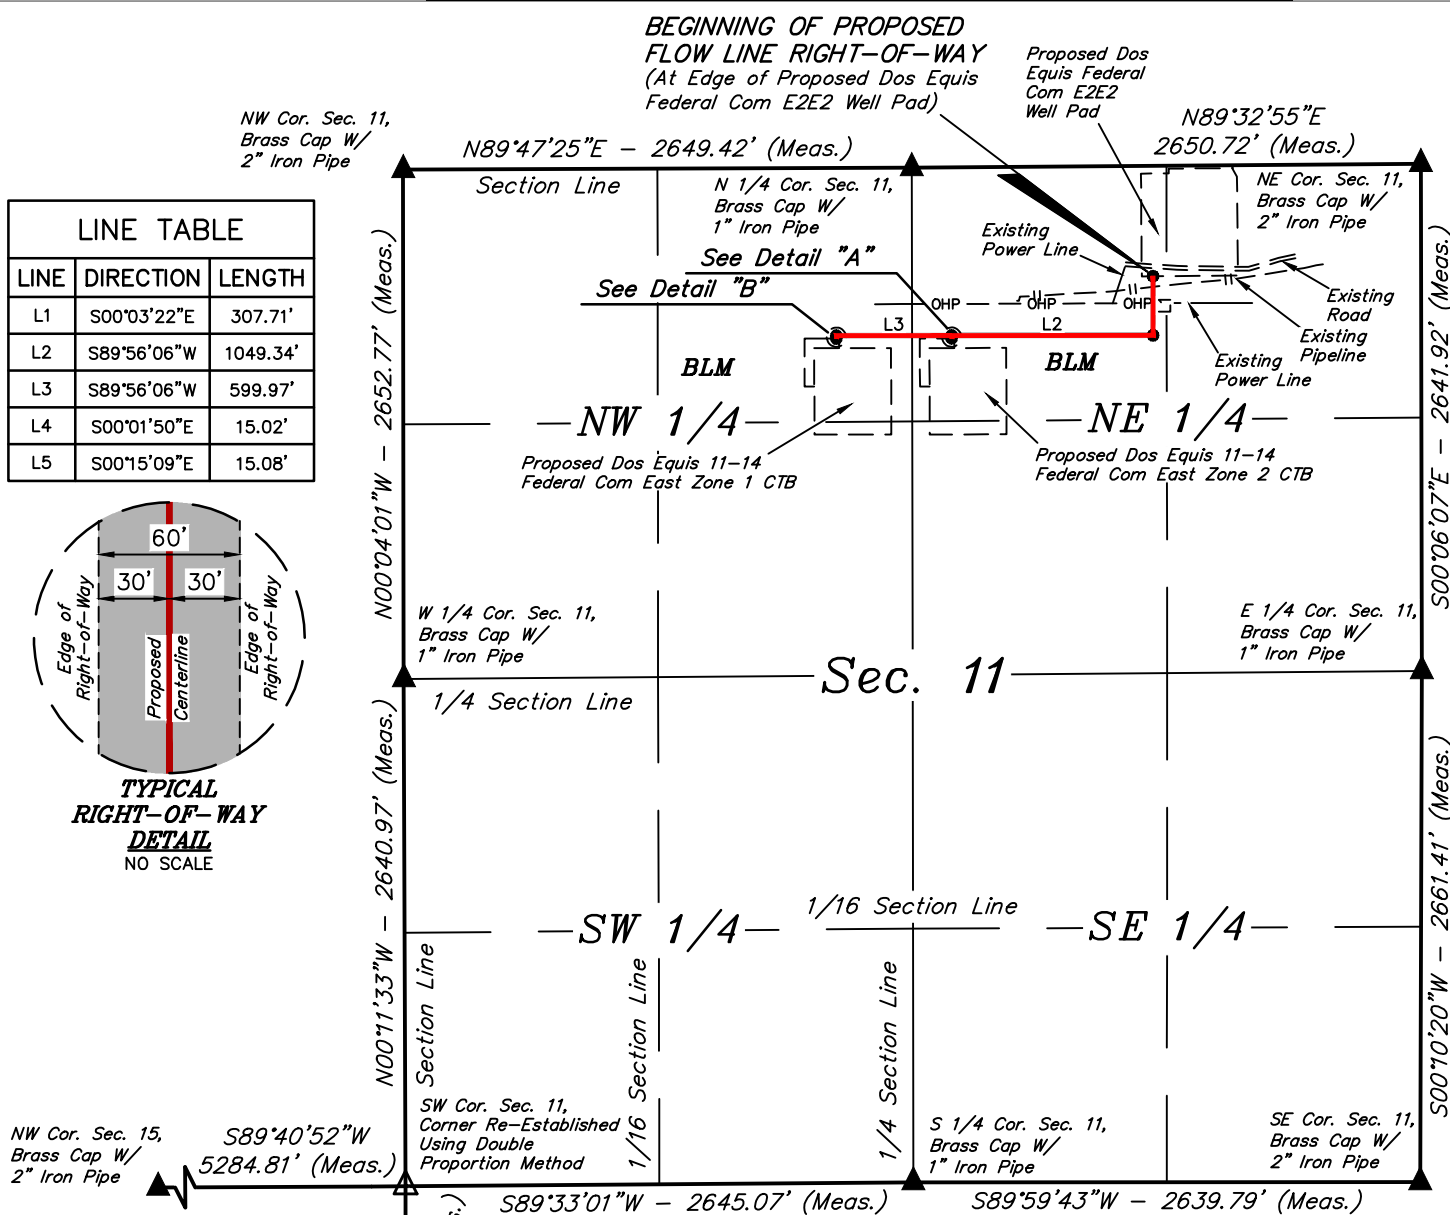 BEGINNING OF PROPOSED
FLOW LINE RIGHT-OF-WAY
(At Edge of Proposed Dos Equis
Federal Com E2E2 Well Pad)
Proposed Dos
Equis Federal
Com E2E2
Well Pad
NW Cor. Sec. 11,
Brass Cap W/
2" Iron Pipe
N89°47'25"E - 2649.42' (Meas.)
N89°32'55"E
2650.72' (Meas.)
Section Line
N 1/4 Cor. Sec. 11,
Brass Cap W/
1" Iron Pipe
NE Cor. Sec. 11,
Brass Cap W/
2" Iron Pipe
LINE TABLE
LINE DIRECTION LENGTH
L1 S00°03'22"E 307.71'
L2 S89°56'06"W 1049.34'
L3 S89°56'06"W 599.97'
L4 S00°01'50"E 15.02'
L5 S00°15'09"E 15.08'
Existing
Power Line
See Detail "A"
See Detail "B"
OHP OHP OHP
L3 L2
Existing
Road
Existing
Pipeline
Existing
Power Line
BLM BLM
NW 1/4 NE 1/4
Proposed Dos Equis 11-14
Federal Com East Zone 1 CTB
Proposed Dos Equis 11-14
Federal Com East Zone 2 CTB
N00°04'01"W - 2652.77' (Meas.)
S00°06'07"E - 2641.92' (Meas.)
60'
30' 30'
Edge of
Right-of-Way
Proposed
Centerline
Edge of
Right-of-Way
TYPICAL
RIGHT-OF-WAY
DETAIL
NO SCALE
W 1/4 Cor. Sec. 11,
Brass Cap W/
1" Iron Pipe
E 1/4 Cor. Sec. 11,
Brass Cap W/
1" Iron Pipe
Sec. 11
1/4 Section Line
N00°11'33"W - 2640.97' (Meas.)
S00°10'20"W - 2661.41' (Meas.)
1/16 Section Line
SW 1/4 SE 1/4
Section Line
1/16 Section Line
1/4 Section Line
SW Cor. Sec. 11,
Corner Re-Established
Using Double
Proportion Method
S 1/4 Cor. Sec. 11,
Brass Cap W/
1" Iron Pipe
SE Cor. Sec. 11,
Brass Cap W/
2" Iron Pipe
NW Cor. Sec. 15,
Brass Cap W/
2" Iron Pipe
S89°40'52"W
5284.81' (Meas.)
S89°33'01"W - 2645.07' (Meas.)
S89°59'43"W - 2639.79' (Meas.)